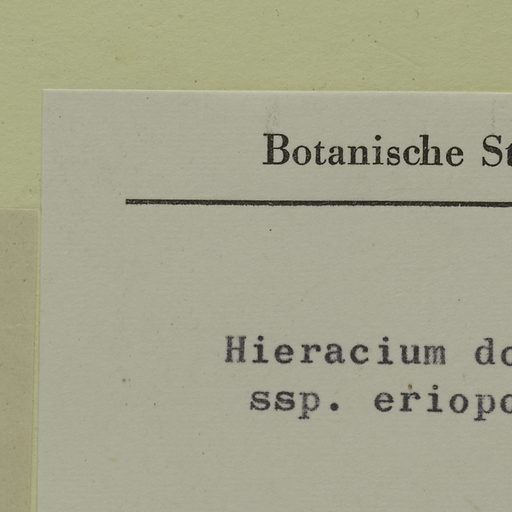 Botanische St
Hieracium do
ssp. eriopo